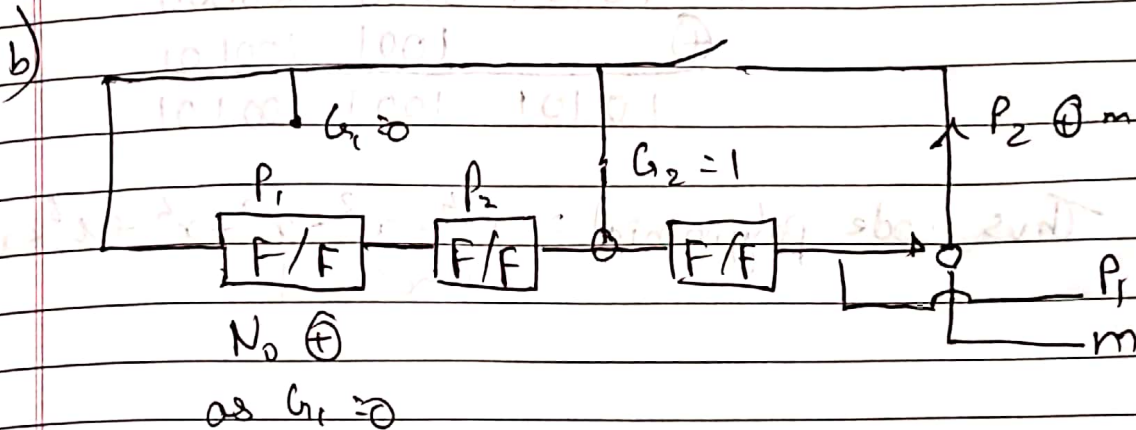 b)
G₁ = 0
P₂ ⊕ m
G₂ = 1
P₁ P₂
F/F F/F F/F
P₁
m
No ⊕
as G₁ = 0